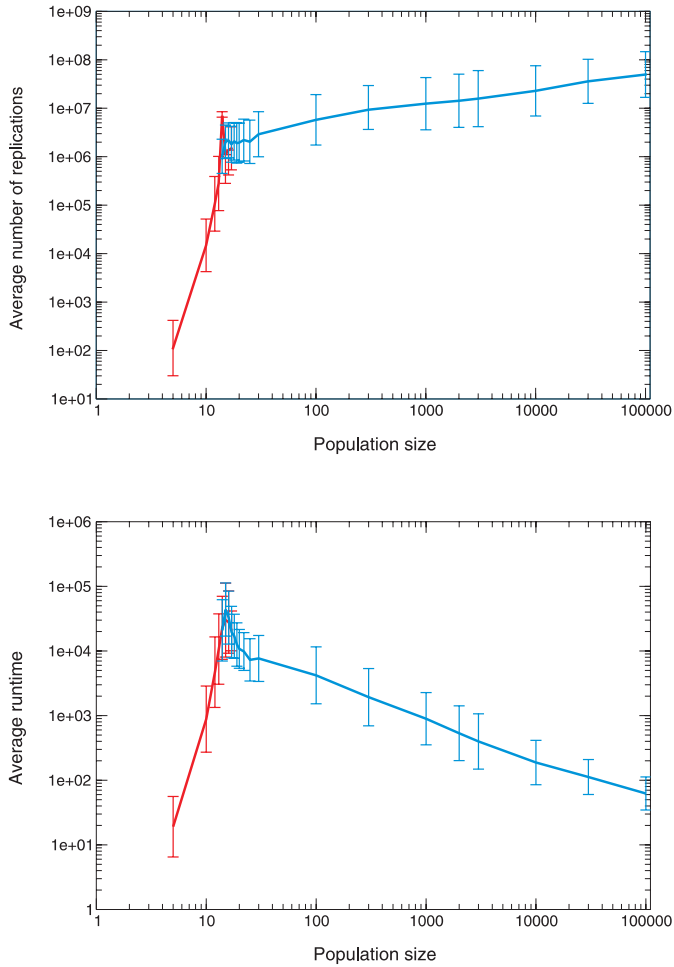 1e+09
1e+08
1e+07
1e+06
1e+05
1e+04
1e+03
1e+02
1e+01
Average number of replications
1 10 100 1000 10000 100000
Population size
1e+06
1e+05
1e+04
1e+03
1e+02
1e+01
1
Average runtime
1 10 100 1000 10000 100000
Population size